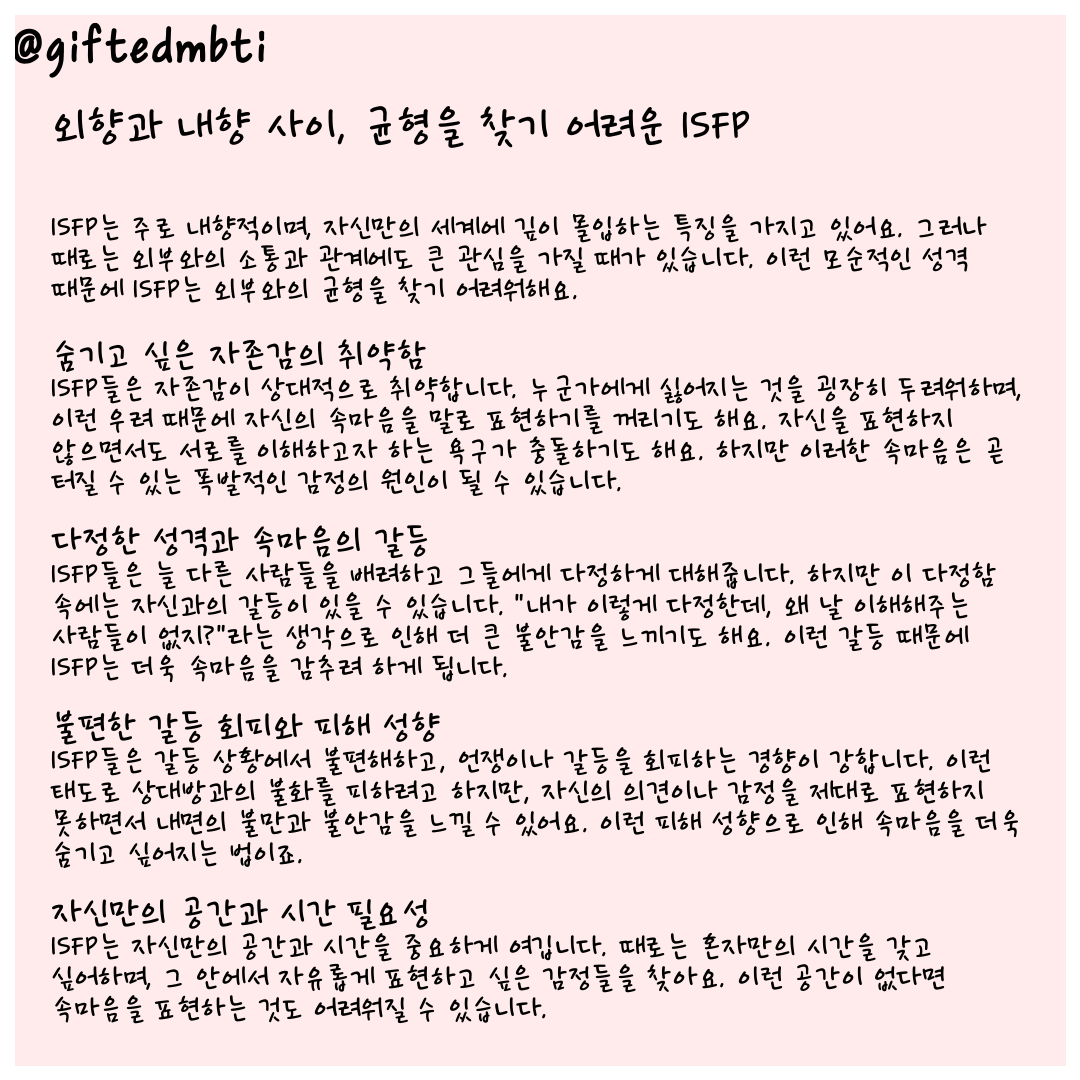 @giftedmbti
외향과 내향 사이, 균형을 찾기 어려운 ISFP
ISFP는 주로 내향적이며, 자신만의 세계에 깊이 몰입하는 특징을 가지고 있어요. 그러나
때로는 외부와의 소통과 관계에도 큰 관심을 가질 때가 있습니다. 이런 모순적인 성격
때문에 ISFP는 외부와의 균형을 찾기 어려워해요.
숨기고 싶은 자존감의 취약함
ISFP들은 자존감이 상대적으로 취약합니다. 누군가에게 싫어지는 것을 굉장히 두려워하며,
이런 우려 때문에 자신의 속마음을 말로 표현하기를 꺼리기도 해요. 자신을 표현하지
않으면서도 서로를 이해하고자 하는 욕구가 충돌하기도 해요. 하지만 이러한 속마음은 곧
터질 수 있는 폭발적인 감정의 원인이 될 수 있습니다.
다정한 성격과 속마음의 갈등
ISFP들은 늘 다른 사람들을 배려하고 그들에게 다정하게 대해줍니다. 하지만 이 다정함
속에는 자신과의 갈등이 있을 수 있습니다. "내가 이렇게 다정한데, 왜 날 이해해주는
사람들이 없지?"라는 생각으로 인해 더 큰 불안감을 느끼기도 해요. 이런 갈등 때문에
ISFP는 더욱 속마음을 감추려 하게 됩니다.
불편한 갈등 회피와 피해 성향
ISFP들은 갈등 상황에서 불편해하고, 언쟁이나 갈등을 회피하는 경향이 강합니다. 이런
태도로 상대방과의 불화를 피하려고 하지만, 자신의 의견이나 감정을 제대로 표현하지
못하면서 내면의 불만과 불안감을 느낄 수 있어요. 이런 피해 성향으로 인해 속마음을 더욱
숨기고 싶어지는 법이죠.
자신만의 공간과 시간 필요성
ISFP는 자신만의 공간과 시간을 중요하게 여깁니다. 때로는 혼자만의 시간을 갖고
싶어하며, 그 안에서 자유롭게 표현하고 싶은 감정들을 찾아요. 이런 공간이 없다면
속마음을 표현하는 것도 어려워질 수 있습니다.